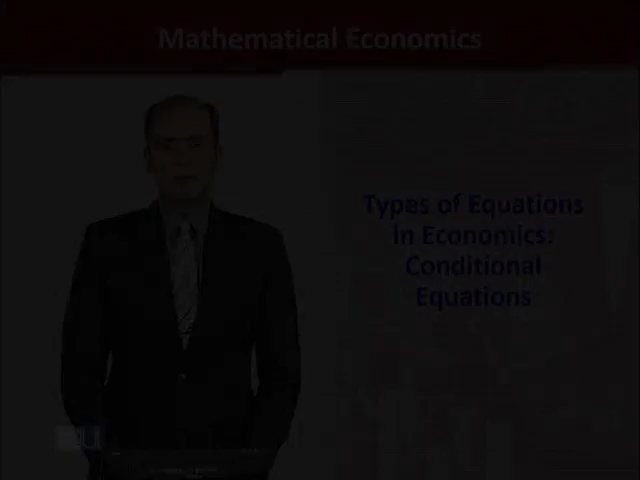 Mathematical Economics
Types of Equations
in Economics:
Conditional
Equations